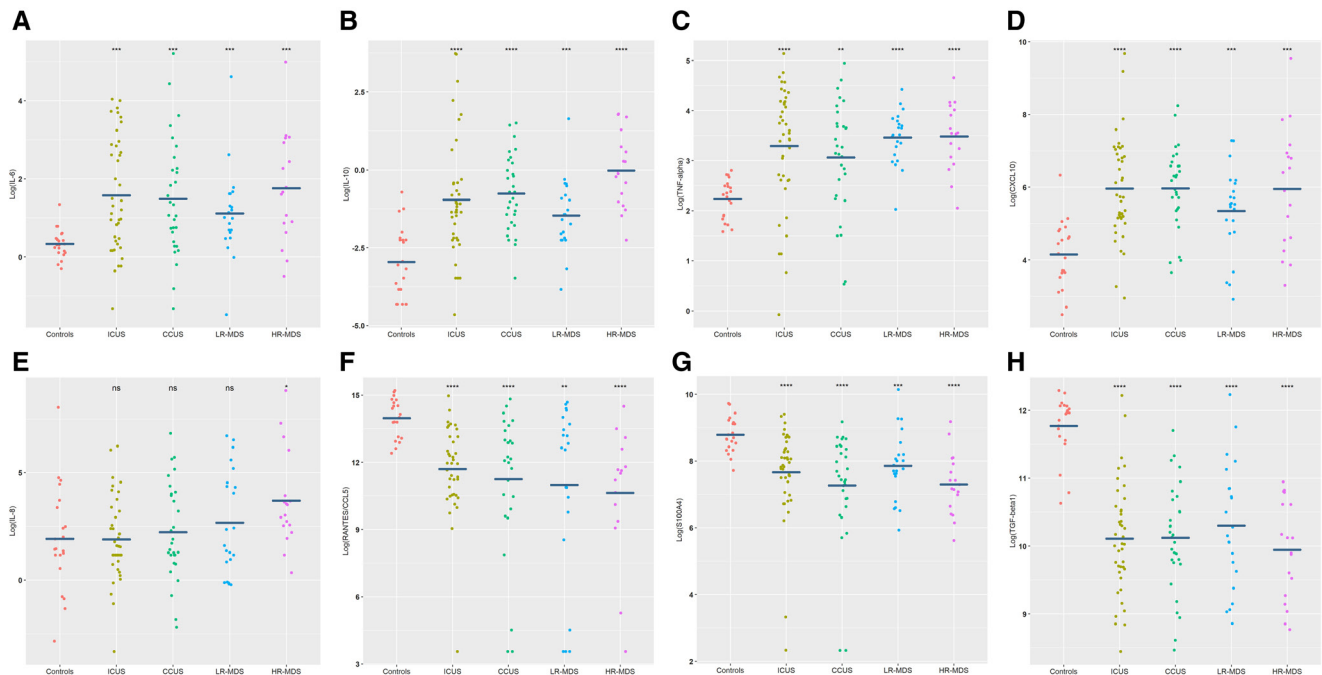 A
*** *** *** ***
Log(IL-6)
4
2
0
Controls ICUS CCUS LR-MDS HR-MDS
B
**** **** *** ****
Log(IL-10)
2.5
0.0
-2.5
-5.0
Controls ICUS CCUS LR-MDS HR-MDS
C
**** ** **** ****
Log(TNF-alpha)
5
4
3
2
1
0
Controls ICUS CCUS LR-MDS HR-MDS
D
**** **** *** ***
Log(CXCL10)
10
8
6
4
Controls ICUS CCUS LR-MDS HR-MDS
E
ns ns ns *
Log(IL-8)
8
4
0
Controls ICUS CCUS LR-MDS HR-MDS
F
**** **** ** ****
Log(RANTES/CCL5)
15
12
9
6
3
Controls ICUS CCUS LR-MDS HR-MDS
G
**** **** *** ****
Log(S100A4)
10
8
6
4
2
Controls ICUS CCUS LR-MDS HR-MDS
H
**** **** **** ****
Log(TGF-beta1)
12
11
10
9
Controls ICUS CCUS LR-MDS HR-MDS